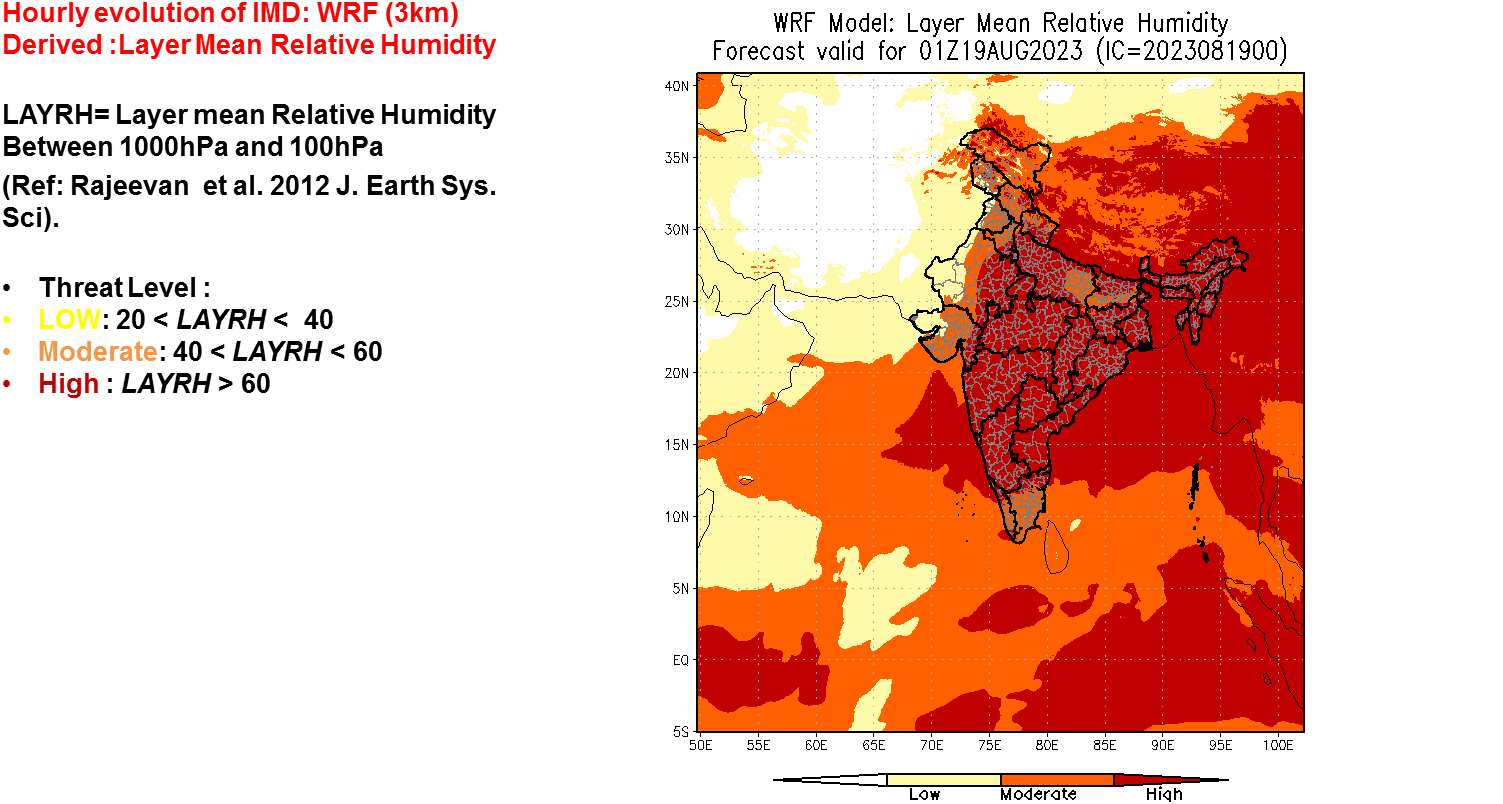 Hourly evolution of IMD: WRF (3km)
Derived :Layer Mean Relative Humidity
LAYRH= Layer mean Relative Humidity
Between 1000hPa and 100hPa
(Ref: Rajeevan et al. 2012 J. Earth Sys.
Sci).
• Threat Level :
• LOW: 20 < LAYRH < 40
• Moderate: 40 < LAYRH < 60
• High : LAYRH > 60
WRF Model: Layer Mean Relative Humidity
Forecast valid for 01Z19AUG2023 (IC=2023081900)
40N
35N
30N
25N
20N
15N
10N
5N
EQ
5S
50E 55E 60E 65E 70E 75E 80E 85E 90E 95E 100E
Low Moderate High